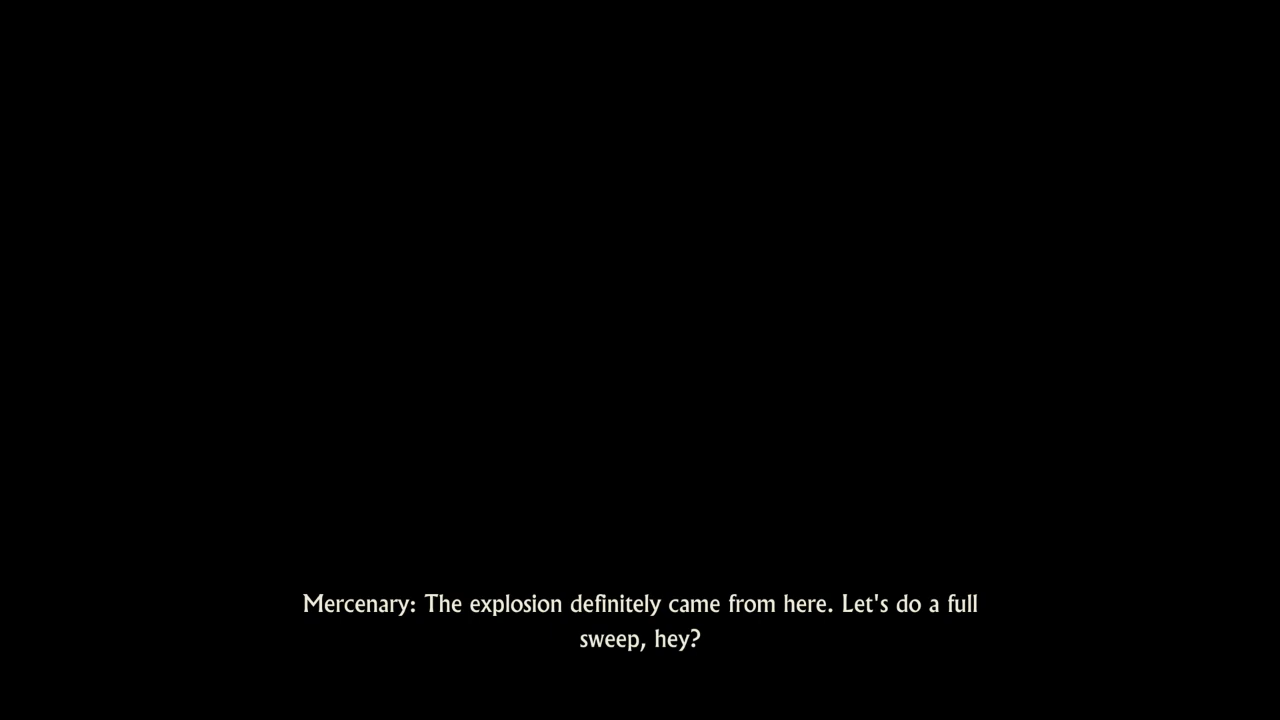 Mercenary: The explosion definitely came from here. Let's do a full
sweep, hey?